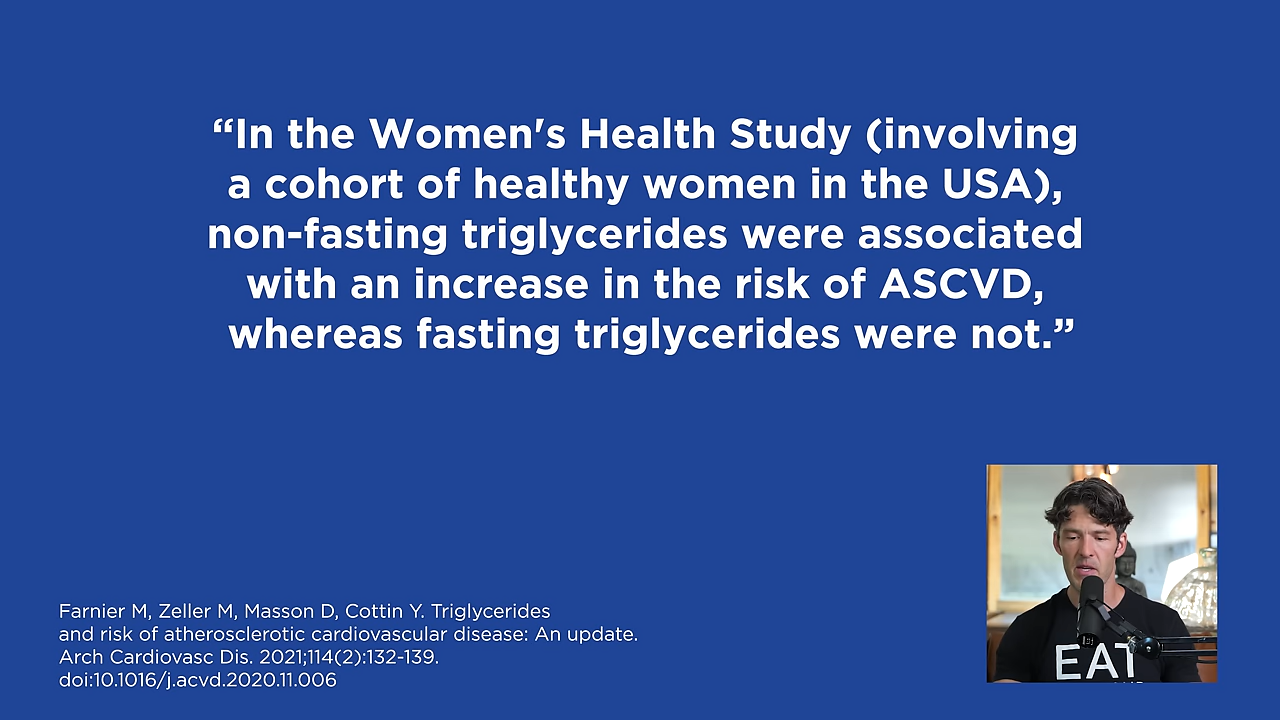 “In the Women's Health Study (involving
a cohort of healthy women in the USA),
non-fasting triglycerides were associated
with an increase in the risk of ASCVD,
whereas fasting triglycerides were not.”
Farnier M, Zeller M, Masson D, Cottin Y. Triglycerides
and risk of atherosclerotic cardiovascular disease: An update.
Arch Cardiovasc Dis. 2021;114(2):132-139.
doi:10.1016/j.acvd.2020.11.006
EAT